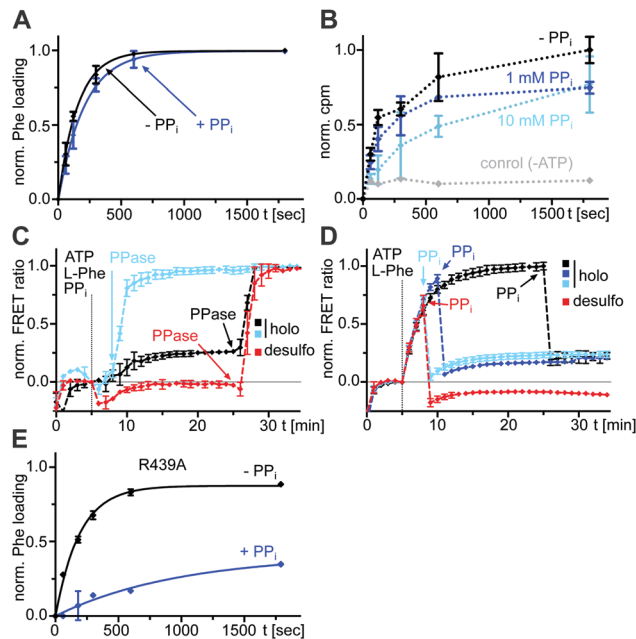 A
norm. Phe loading
1.0
0.5
0.0
- PPi
+ PPi
0 500 1000 1500 t [sec]
B
norm. cpm
1.0
0.5
0.0
- PPi
1 mM PPi
10 mM PPi
conrol (-ATP)
0 500 1000 1500 t [sec]
C
norm. FRET ratio
1.0
0.5
0.0
ATP
L-Phe
PPi
PPase
PPase
PPase
holo
desulfo
0 10 20 30 t [min]
D
norm. FRET ratio
1.0
0.5
0.0
ATP
L-Phe
PPi
PPi
PPi
PPi
holo
desulfo
0 10 20 30 t [min]
E
norm. Phe loading
1.0
0.5
0.0
R439A
- PPi
+ PPi
0 500 1000 1500 t [sec]